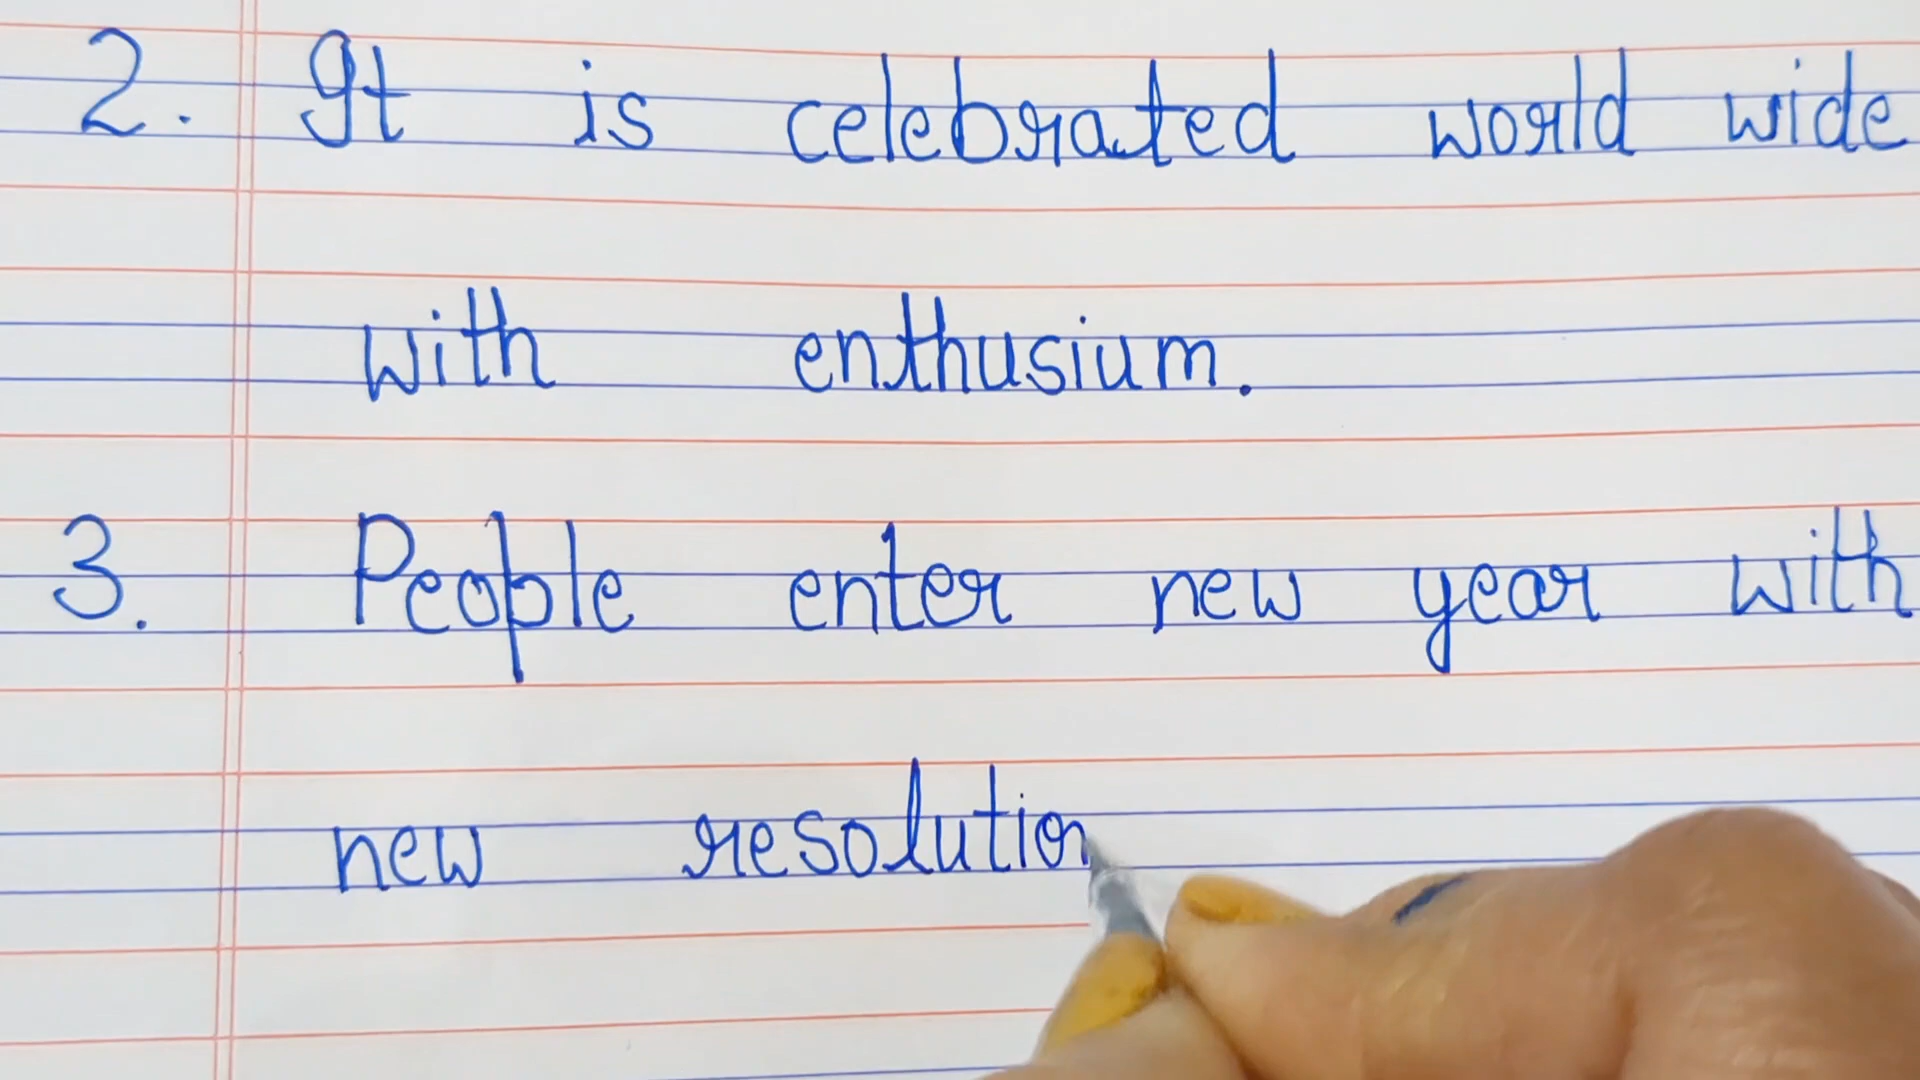 2. It is celebrated world wide
with enthusium.
3. People enter new year with
new resolution